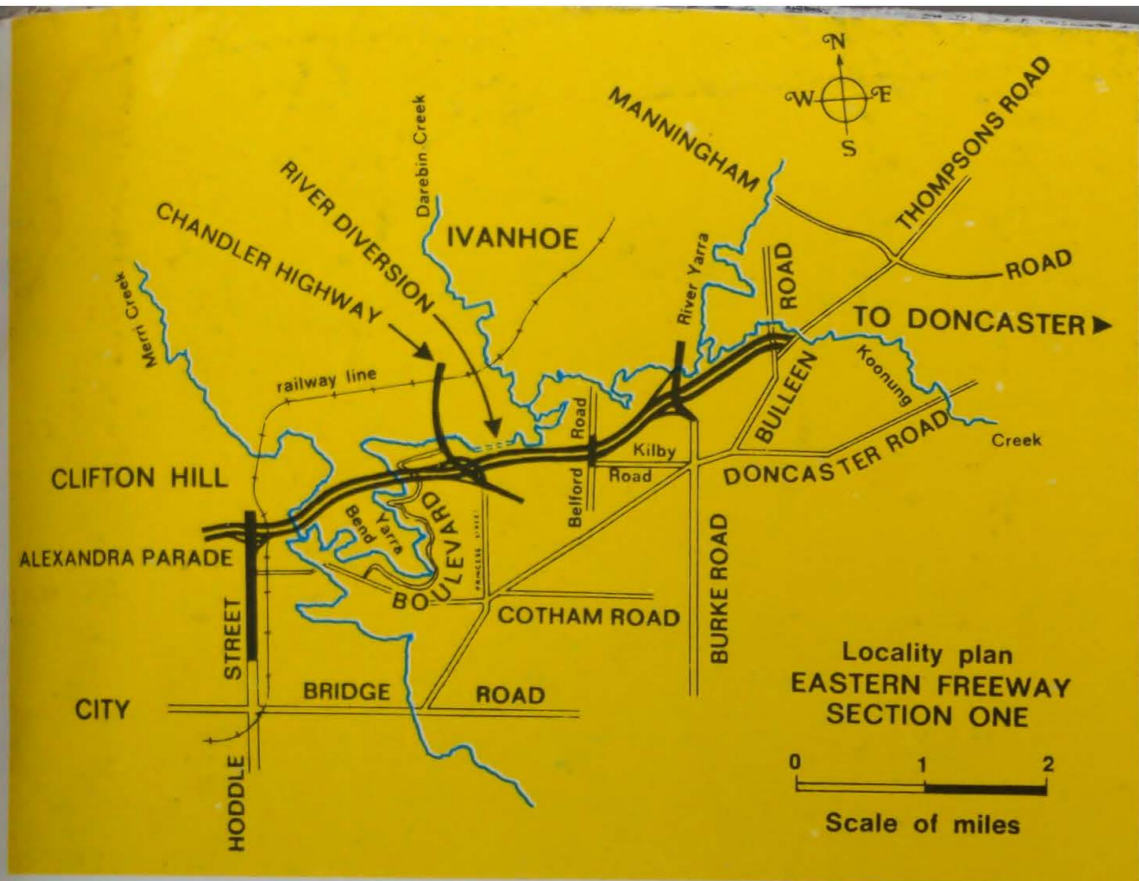 N
W E
S
MANNINGHAM
ROAD
THOMPSONS ROAD
Darebin Creek
RIVER DIVERSION
CHANDLER HIGHWAY
IVANHOE
Merri Creek
River Yarra
ROAD
BULLEEN
TO DONCASTER
Koonung
Creek
railway line
Belford Road
Kilby
Road
DONCASTER ROAD
CLIFTON HILL
Yarra
Bend
BOULEVARD
PRINCESS STREET
ALEXANDRA PARADE
COTHAM ROAD
BURKE ROAD
HODDLE STREET
CITY
BRIDGE ROAD
Locality plan
EASTERN FREEWAY
SECTION ONE
0 1 2
Scale of miles